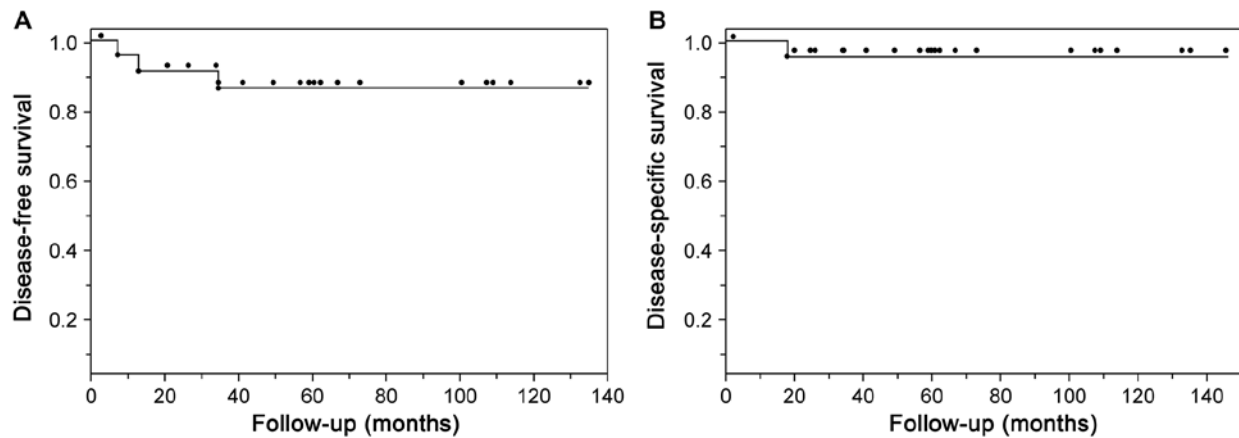 A
Disease-free survival
1.0
0.8
0.6
0.4
0.2
0 20 40 60 80 100 120 140
Follow-up (months)
B
Disease-specific survival
1.0
0.8
0.6
0.4
0.2
0 20 40 60 80 100 120 140
Follow-up (months)